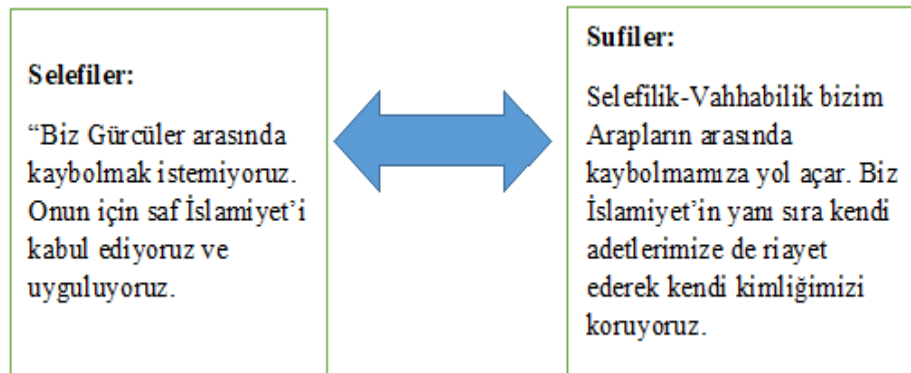 Selefiler:
“Biz Gürcüler arasında
kaybolmak istemiyoruz.
Onun için saf İslamiyet’i
kabul ediyoruz ve
uyguluyoruz.
Sufiler:
Selefilik-Vahhabilik bizim
Arapların arasında
kaybolmamıza yol açar. Biz
İslamiyet’in yanı sıra kendi
adetlerimize de riayet
ederek kendi kimliğimizi
koruyoruz.